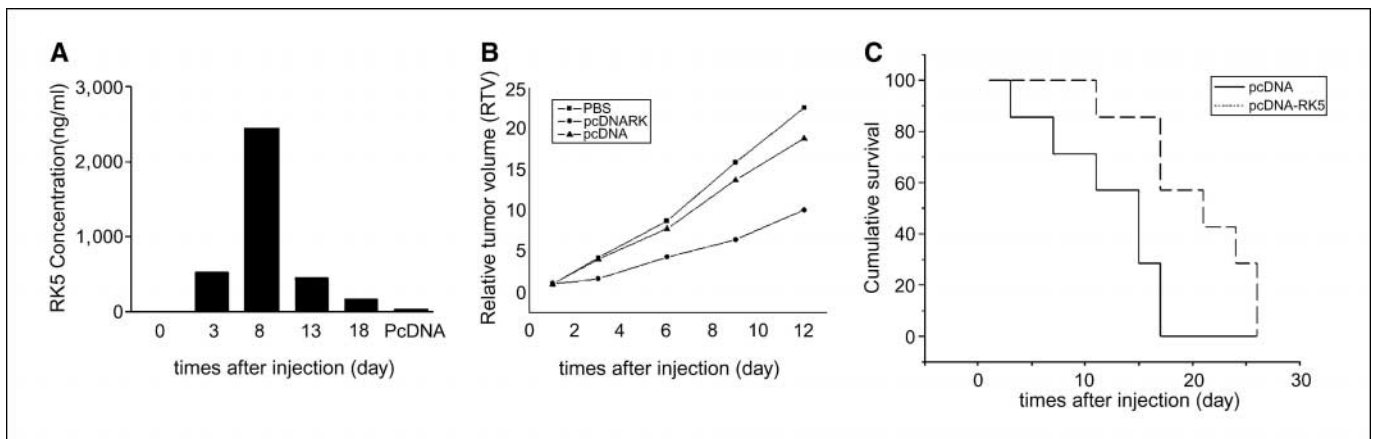 A
3,000
2,000
1,000
0
RK5 Concentration(ng/ml)
0 3 8 13 18 PcDNA
times after injection (day)
B
25
20
15
10
5
0
Relative tumor volume (RTV)
PBS
pcDNARK
pcDNA
0 2 4 6 8 10 12
times after injection (day)
C
100
80
60
40
20
0
Cumulative survival
pcDNA
pcDNA-RK5
0 10 20 30
times after injection (day)